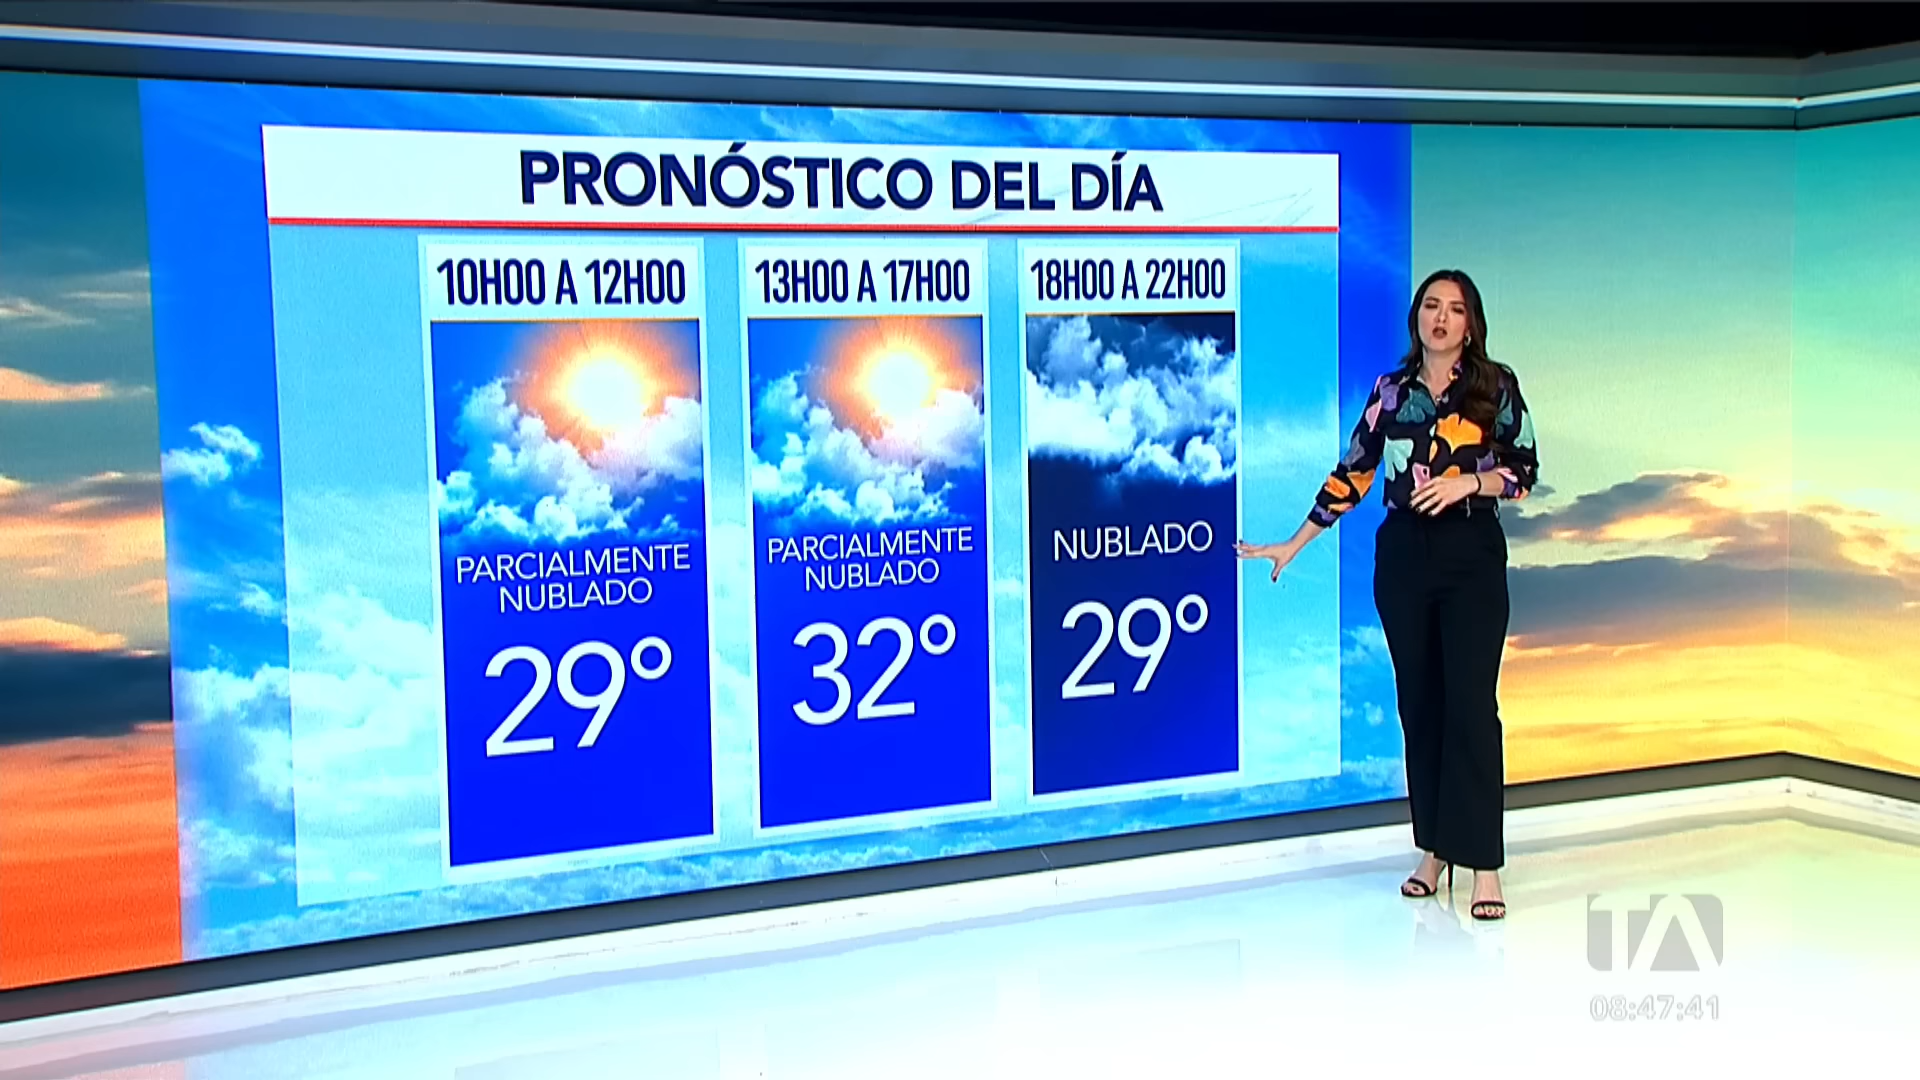 PRONÓSTICO DEL DÍA
10H00 A 12H00
PARCIALMENTE
NUBLADO
29°
13H00 A 17H00
PARCIALMENTE
NUBLADO
32°
18H00 A 22H00
NUBLADO
29°
TA
08:47:41